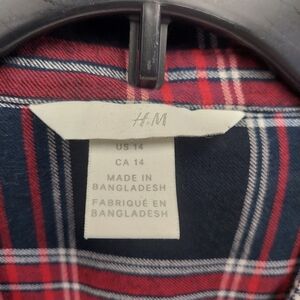 H&M
US 14
CA 14
MADE IN
BANGLADESH
FABRIQUÉ EN
BANGLADESH